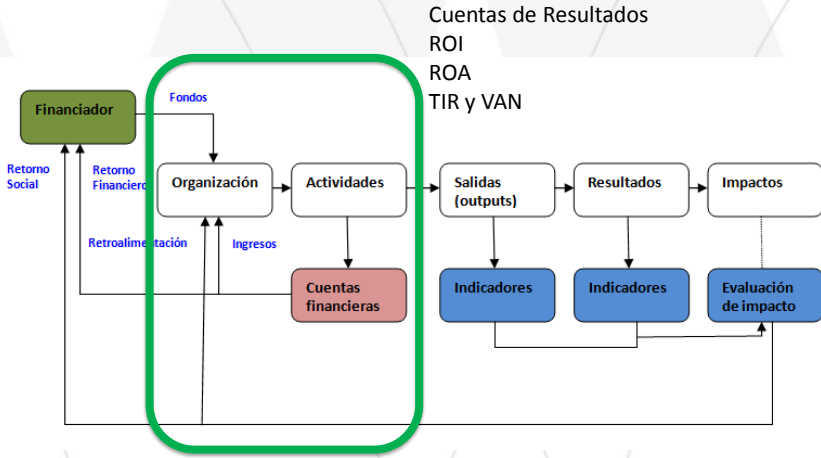 Cuentas de Resultados
ROI
ROA
TIR y VAN
Financiador
Fondos
Retorno
Social
Retorno
Financiero
Organización
Actividades
Salidas
(outputs)
Resultados
Impactos
Retroalimentación
Ingresos
Cuentas
financieras
Indicadores
Indicadores
Evaluación
de impacto